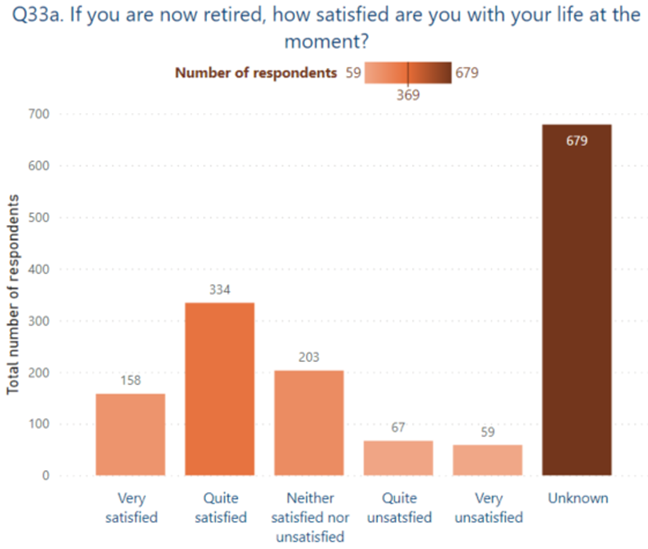 Q33a. If you are now retired, how satisfied are you with your life at the
moment?
Number of respondents 59 679
369
Total number of respondents
700
600
500
400
300
200
100
0
158
334
203
67
59
679
Very
satisfied
Quite
satisfied
Neither
satisfied nor
unsatisfied
Quite
unsatsfied
Very
unsatisfied
Unknown